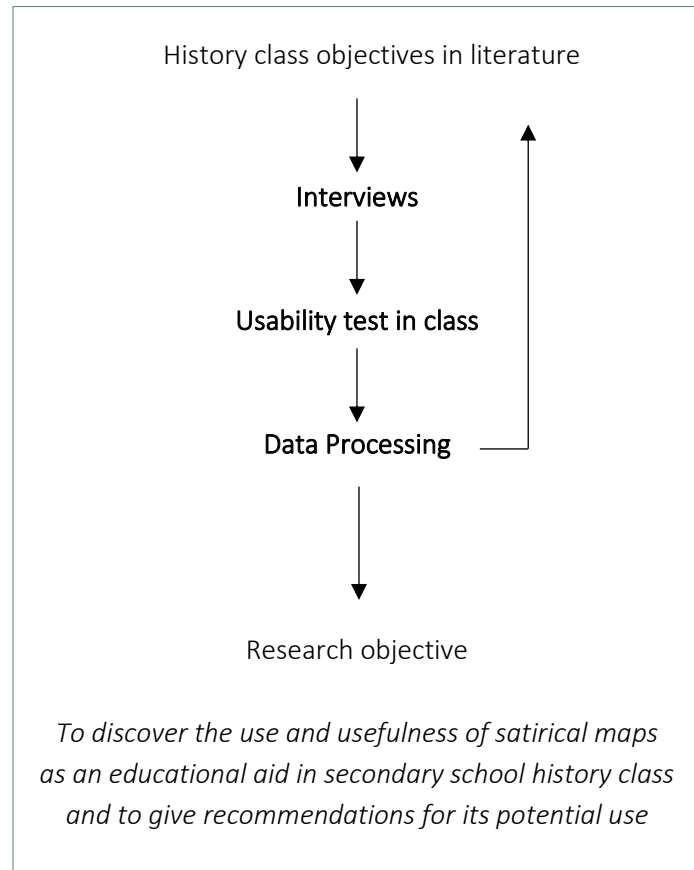 History class objectives in literature
Interviews
Usability test in class
Data Processing
Research objective
To discover the use and usefulness of satirical maps
as an educational aid in secondary school history class
and to give recommendations for its potential use